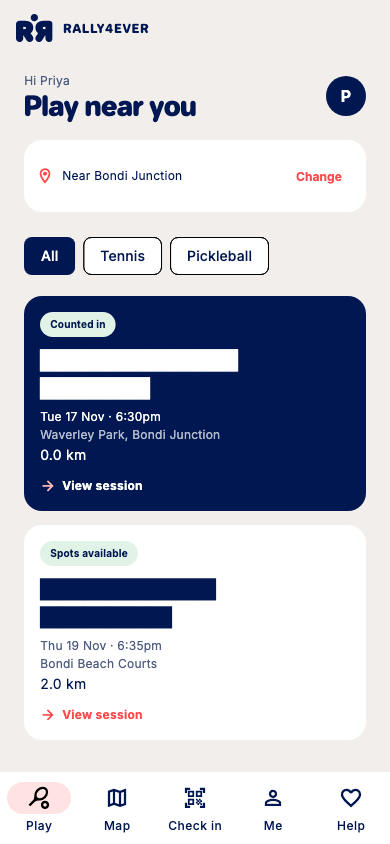 RALLY4EVER
Hi Priya
Play near you
P
Near Bondi Junction
Change
All
Tennis
Pickleball
Counted in
Tue 17 Nov · 6:30pm
Waverley Park, Bondi Junction
0.0 km
→ View session
Spots available
Thu 19 Nov · 6:35pm
Bondi Beach Courts
2.0 km
→ View session
Play
Map
Check in
Me
Help